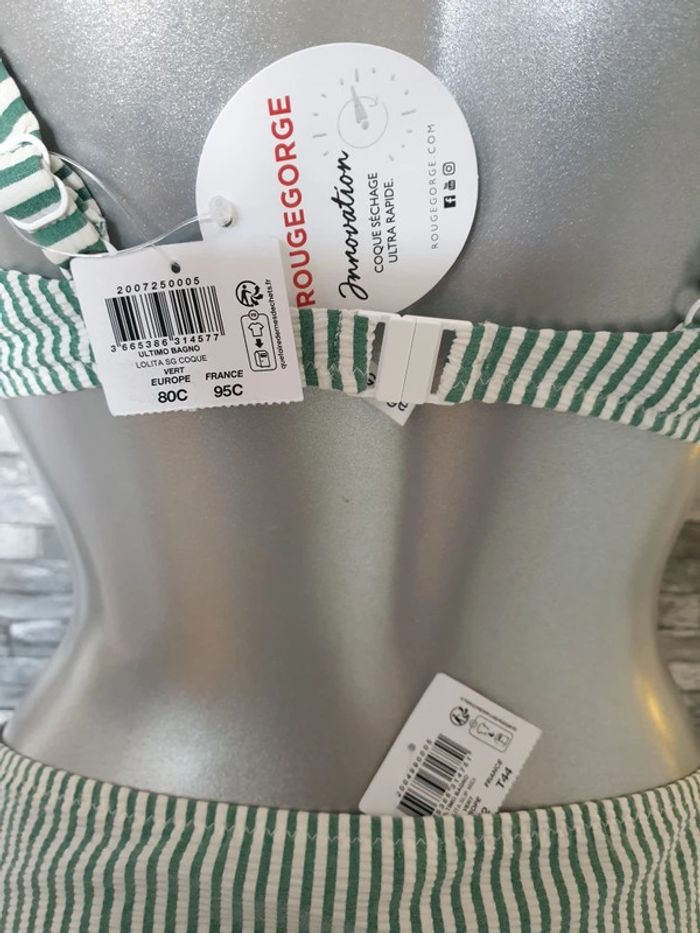 ROUGEGORGE
Innovation
COQUE SÉCHAGE
ULTRA RAPIDE.
ROUGEGORGE.COM
2007250005
3 665386 314577
ULTIMO BAGNO
LOLITA SG COQUE
VERT
EUROPE FRANCE
80C 95C
quefairedemesdechets.fr
FRANCE
T44
VERT